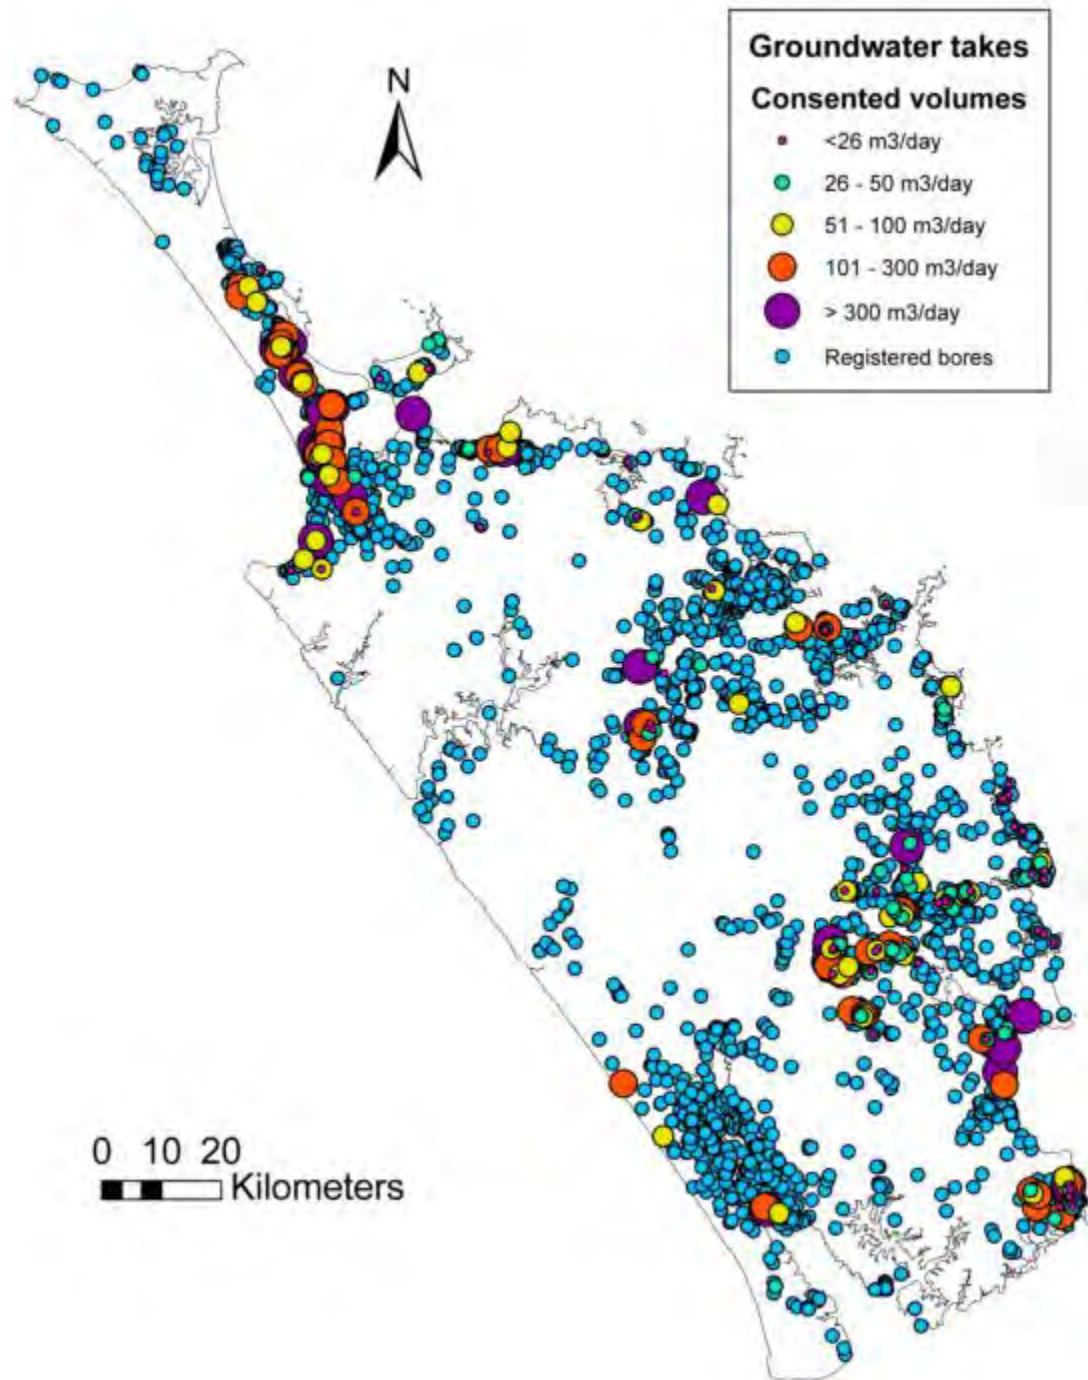 Groundwater takes
Consented volumes
<26 m3/day
26 - 50 m3/day
51 - 100 m3/day
101 - 300 m3/day
> 300 m3/day
Registered bores
N
0 10 20
Kilometers